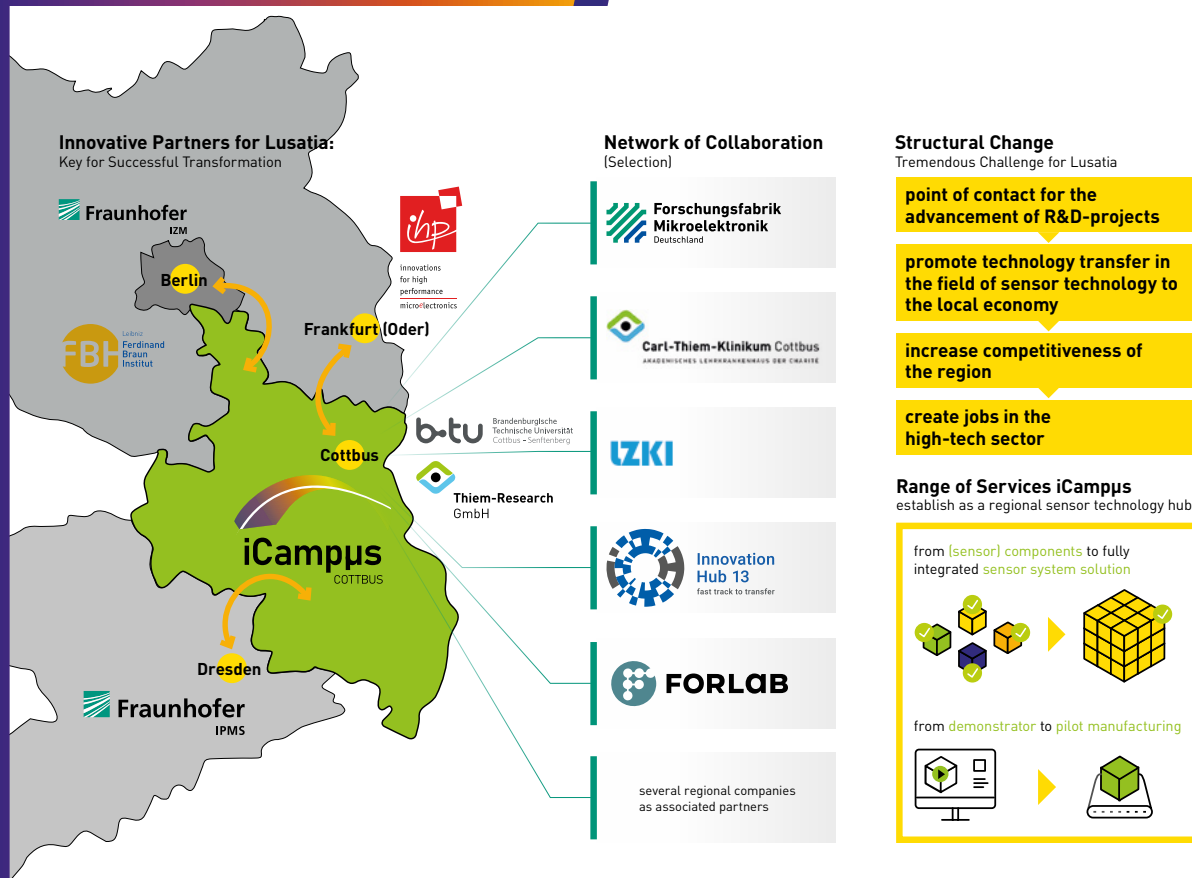 Innovative Partners for Lusatia:
Key for Successful Transformation
Fraunhofer
IZM
Berlin
ihp
innovations
for high
performance
microelectronics
Frankfurt (Oder)
FBH
Leibniz
Ferdinand
Braun
Institut
b-tu
Brandenburgische
Technische Universität
Cottbus - Senftenberg
Cottbus
Thiem-Research
GmbH
iCampµs
COTTBUS
Dresden
Fraunhofer
IPMS
Network of Collaboration
(Selection)
Forschungsfabrik
Mikroelektronik
Deutschland
Carl-Thiem-Klinikum Cottbus
AKADEMISCHES LEHRKRANKENHAUS DER CHARITÉ
LZKI
Innovation
Hub 13
fast track to transfer
FORLAB
several regional companies
as associated partners
Structural Change
Tremendous Challenge for Lusatia
point of contact for the
advancement of R&D-projects
promote technology transfer in
the field of sensor technology to
the local economy
increase competitiveness of
the region
create jobs in the
high-tech sector
Range of Services iCampµs
establish as a regional sensor technology hub
from (sensor) components to fully
integrated sensor system solution
from demonstrator to pilot manufacturing